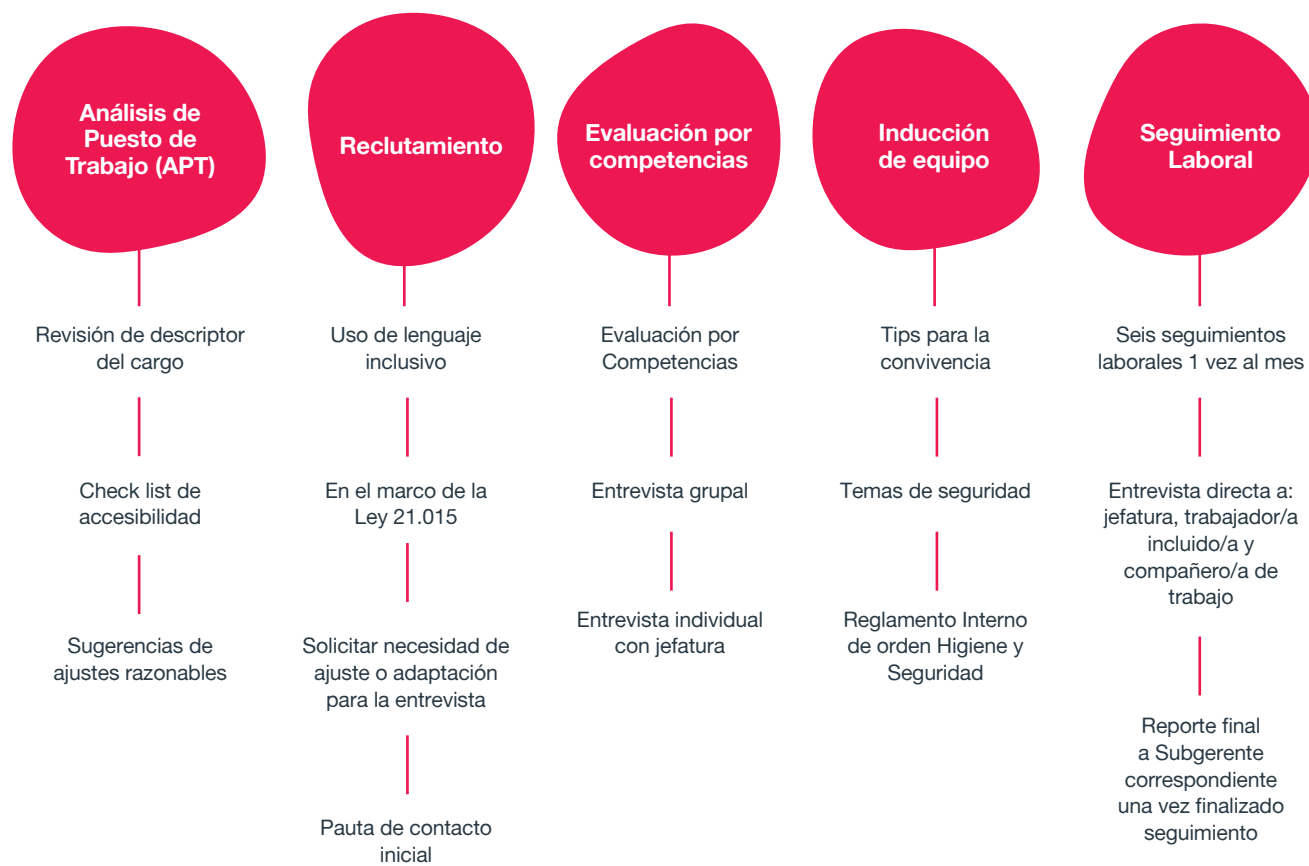 Análisis de
Puesto de
Trabajo (APT)
Revisión de descriptor
del cargo
Check list de
accesibilidad
Sugerencias de
ajustes razonables
Reclutamiento
Uso de lenguaje
inclusivo
En el marco de la
Ley 21.015
Solicitar necesidad de
ajuste o adaptación
para la entrevista
Pauta de contacto
inicial
Evaluación por
competencias
Evaluación por
Competencias
Entrevista grupal
Entrevista individual
con jefatura
Inducción
de equipo
Tips para la
convivencia
Temas de seguridad
Reglamento Interno
de orden Higiene y
Seguridad
Seguimiento
Laboral
Seis seguimientos
laborales 1 vez al mes
Entrevista directa a:
jefatura, trabajador/a
incluido/a y
compañero/a de
trabajo
Reporte final
a Subgerente
correspondiente
una vez finalizado
seguimiento